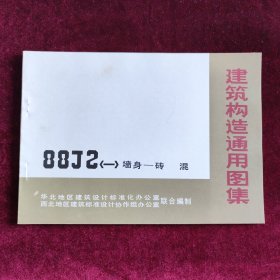 建筑构造通用图集
88J2〈一〉墙身—砖 混
华北地区建筑设计标准化办公室
西北地区建筑标准设计协作组办公室
联合编制